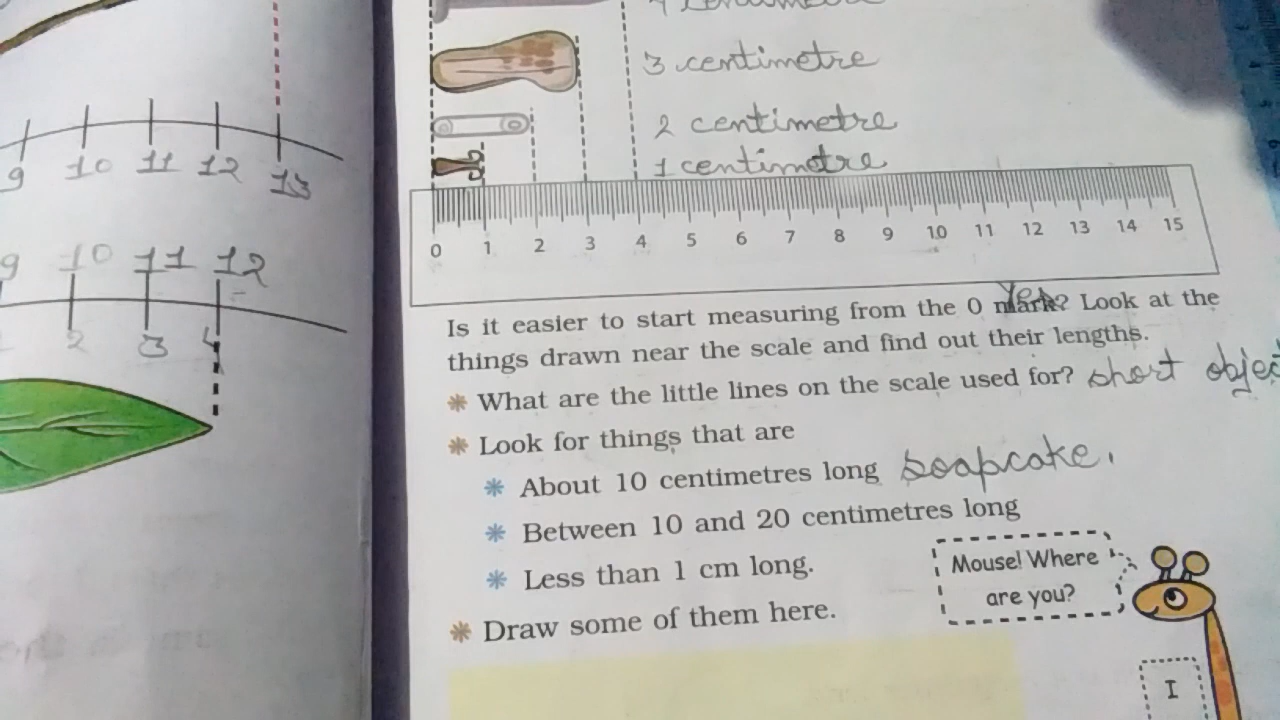 9 10 11 12 13
9 10 11 12
2 3 4
4 centimetre
3 centimetre
2 centimetre
1 centimetre
0 1 2 3 4 5 6 7 8 9 10 11 12 13 14 15
Yes
Is it easier to start measuring from the 0 mark? Look at the
things drawn near the scale and find out their lengths.
What are the little lines on the scale used for? short objec
Look for things that are
About 10 centimetres long soapcake.
Between 10 and 20 centimetres long
Less than 1 cm long.
Draw some of them here.
Mouse! Where
are you?
I